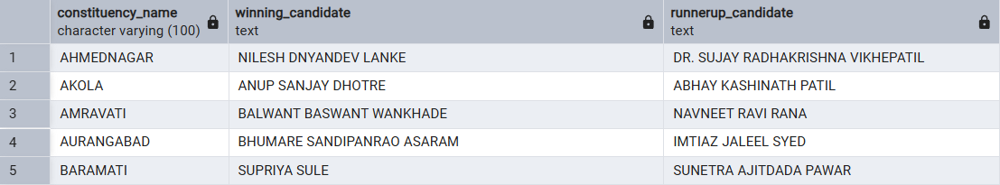 constituency_name winning_candidate runnerup_candidate
character varying (100) text text
1 AHMEDNAGAR NILESH DNYANDEV LANKE DR. SUJAY RADHAKRISHNA VIKHEPATIL
2 AKOLA ANUP SANJAY DHOTRE ABHAY KASHINATH PATIL
3 AMRAVATI BALWANT BASWANT WANKHADE NAVNEET RAVI RANA
4 AURANGABAD BHUMARE SANDIPANRAO ASARAM IMTIAZ JALEEL SYED
5 BARAMATI SUPRIYA SULE SUNETRA AJITDADA PAWAR